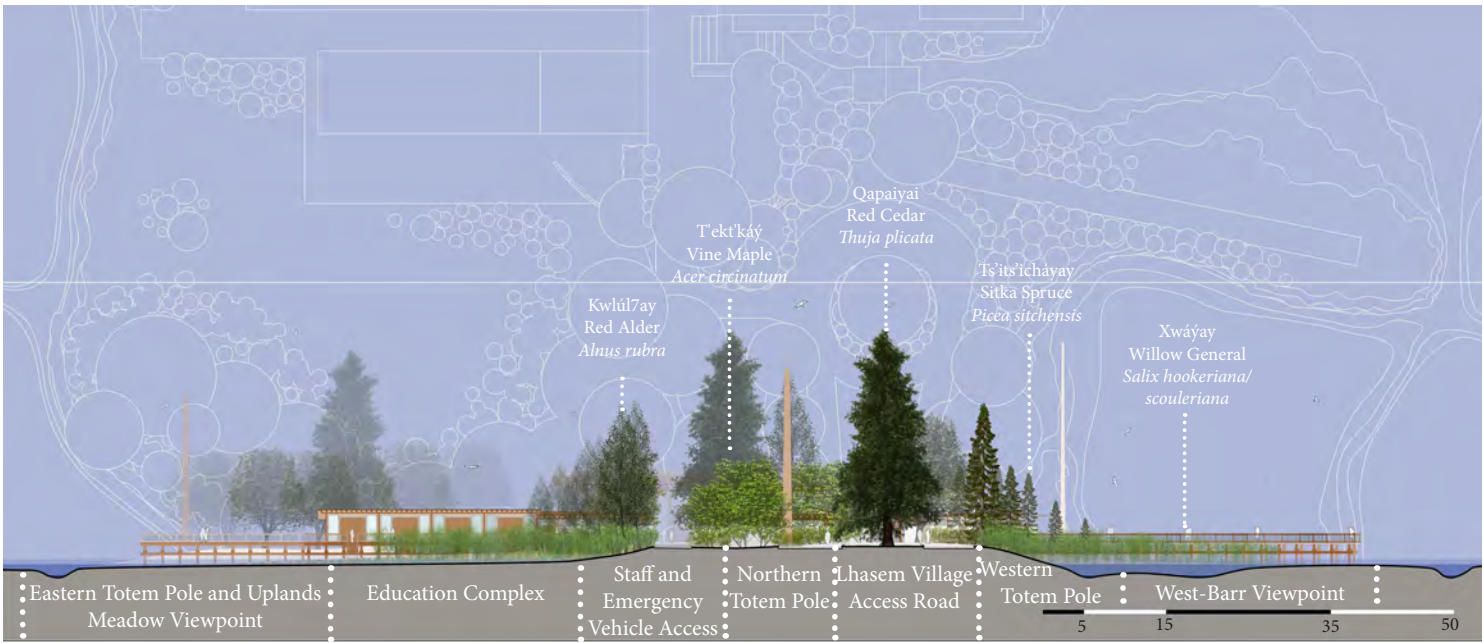 Qapaiyai
Red Cedar
Thuja plicata
T'ekt'káý
Vine Maple
Acer circinatum
Ts'its'icháyay
Sitka Spruce
Picea sitchensis
Kwlúl7ay
Red Alder
Alnus rubra
Xwáýay
Willow General
Salix hookeriana/
scouleriana
Eastern Totem Pole and Uplands
Meadow Viewpoint
Education Complex
Staff and
Emergency
Vehicle Access
Northern
Totem Pole
Lhasem Village
Access Road
Western
Totem Pole
West-Barr Viewpoint
5 15 35 50